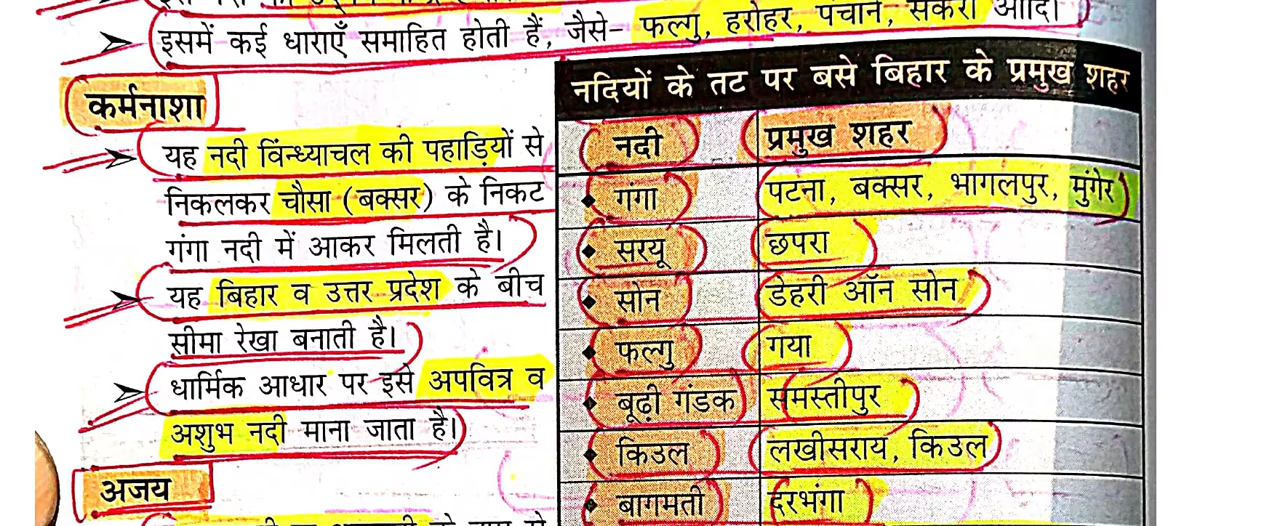 इसमें कई धाराएँ समाहित होती हैं, जैसे– फल्गु, हरोहर, पंचाने, सकरी आदि।
कर्मनाशा
यह नदी विंन्ध्याचल की पहाड़ियों से
निकलकर चौसा (बक्सर) के निकट
गंगा नदी में आकर मिलती है।
यह बिहार व उत्तर प्रदेश के बीच
सीमा रेखा बनाती है।
धार्मिक आधार पर इसे अपवित्र व
अशुभ नदी माना जाता है।
अजय
नदियों के तट पर बसे बिहार के प्रमुख शहर
नदी प्रमुख शहर
गंगा पटना, बक्सर, भागलपुर, मुंगेर
सरयू छपरा
सोन डेहरी ऑन सोन
फल्गु गया
बूढ़ी गंडक समस्तीपुर
किउल लखीसराय, किउल
बागमती दरभंगा